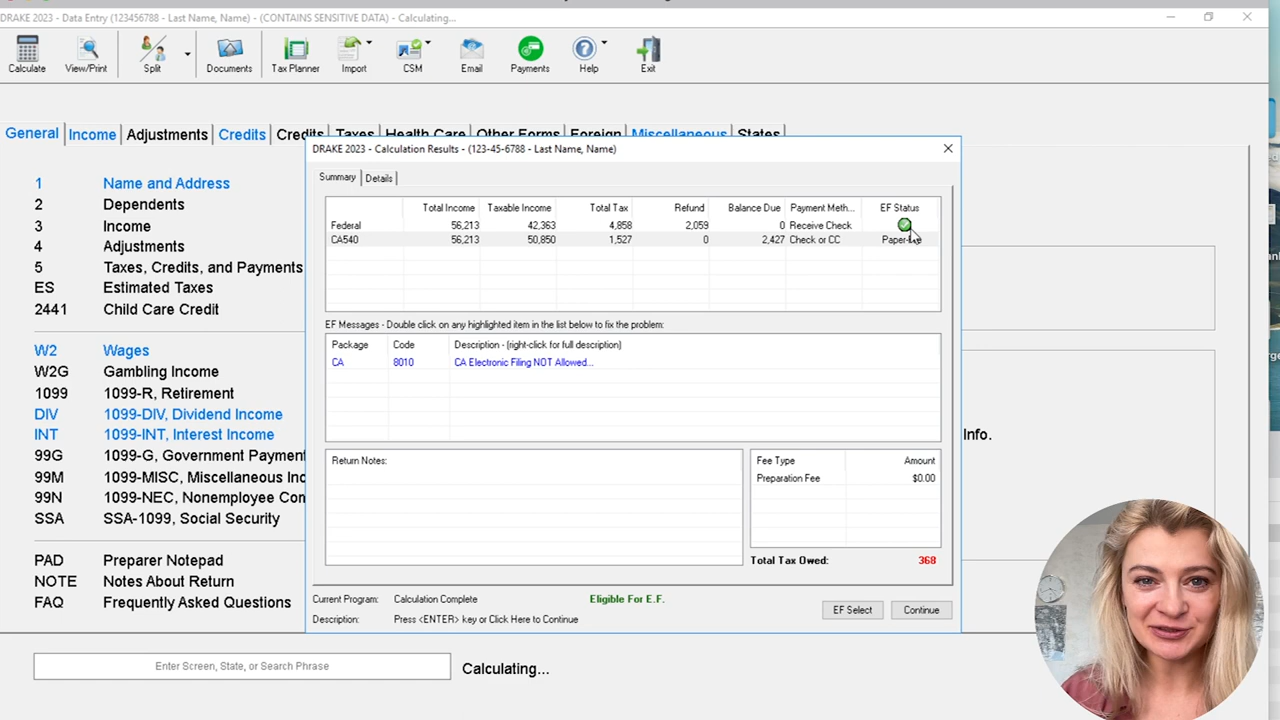 DRAKE 2023 - Data Entry (123456788 - Last Name, Name) - (CONTAINS SENSITIVE DATA) - Calculating...
Calculate View/Print Split Documents Tax Planner Import CSM Email Payments Help Exit
General Income Adjustments Credits Credits Taxes Health Care Other Forms Foreign Miscellaneous States
DRAKE 2023 - Calculation Results - (123-45-6788 - Last Name, Name)
Summary Details
Total Income Taxable Income Total Tax Refund Balance Due Payment Meth... EF Status
Federal 56,213 42,363 4,858 2,059 0 Receive Check
CA540 56,213 50,850 1,527 0 2,427 Check or CC
EF Messages - Double click on any highlighted item in the list below to fix the problem:
Package Code Description - (right-click for full description)
CA 8010 CA Electronic Filing NOT Allowed...
Return Notes:
Fee Type Amount
Preparation Fee $0.00
Total Tax Owed: 368
Current Program: Calculation Complete Eligible For E.F.
Description: Press <ENTER> key or Click Here to Continue
EF Select Continue
1 Name and Address
2 Dependents
3 Income
4 Adjustments
5 Taxes, Credits, and Payments
ES Estimated Taxes
2441 Child Care Credit
W2 Wages
W2G Gambling Income
1099 1099-R, Retirement
DIV 1099-DIV, Dividend Income
INT 1099-INT, Interest Income
99G 1099-G, Government Paymen
99M 1099-MISC, Miscellaneous Inc
99N 1099-NEC, Nonemployee Con
SSA SSA-1099, Social Security
PAD Preparer Notepad
NOTE Notes About Return
FAQ Frequently Asked Questions
Info.
Enter Screen, State, or Search Phrase
Calculating...